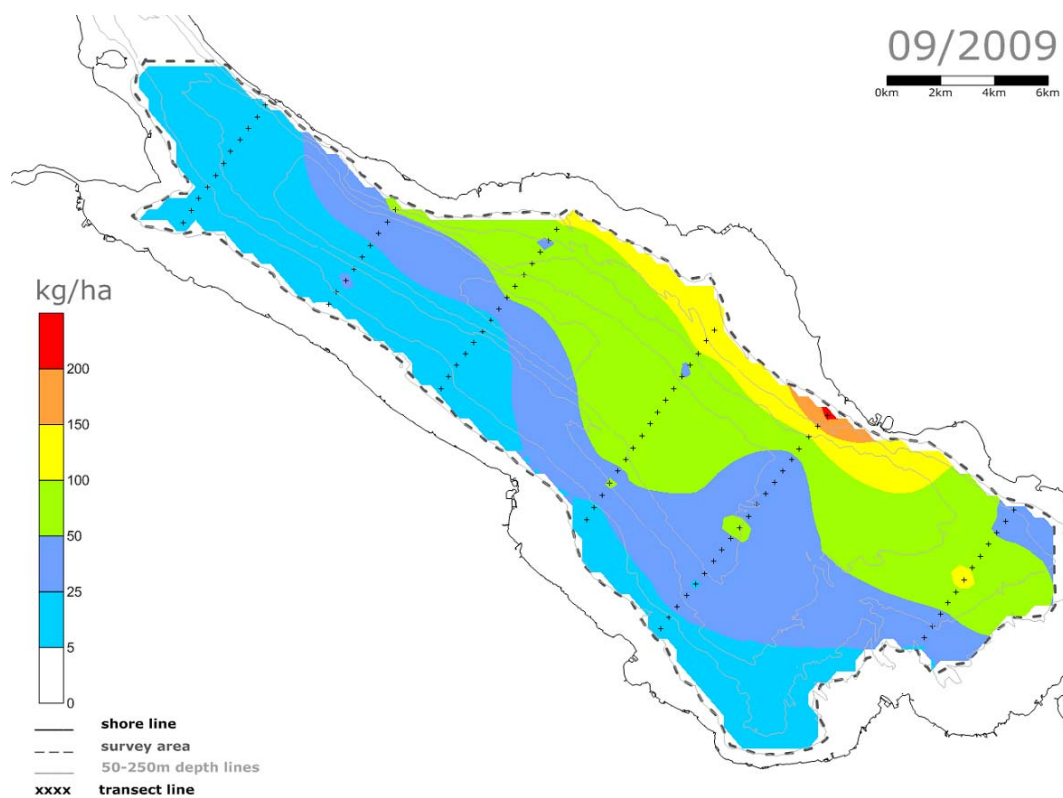 09/2009
0km 2km 4km 6km
kg/ha
200
150
100
50
25
5
0
shore line
survey area
50-250m depth lines
xxxx transect line